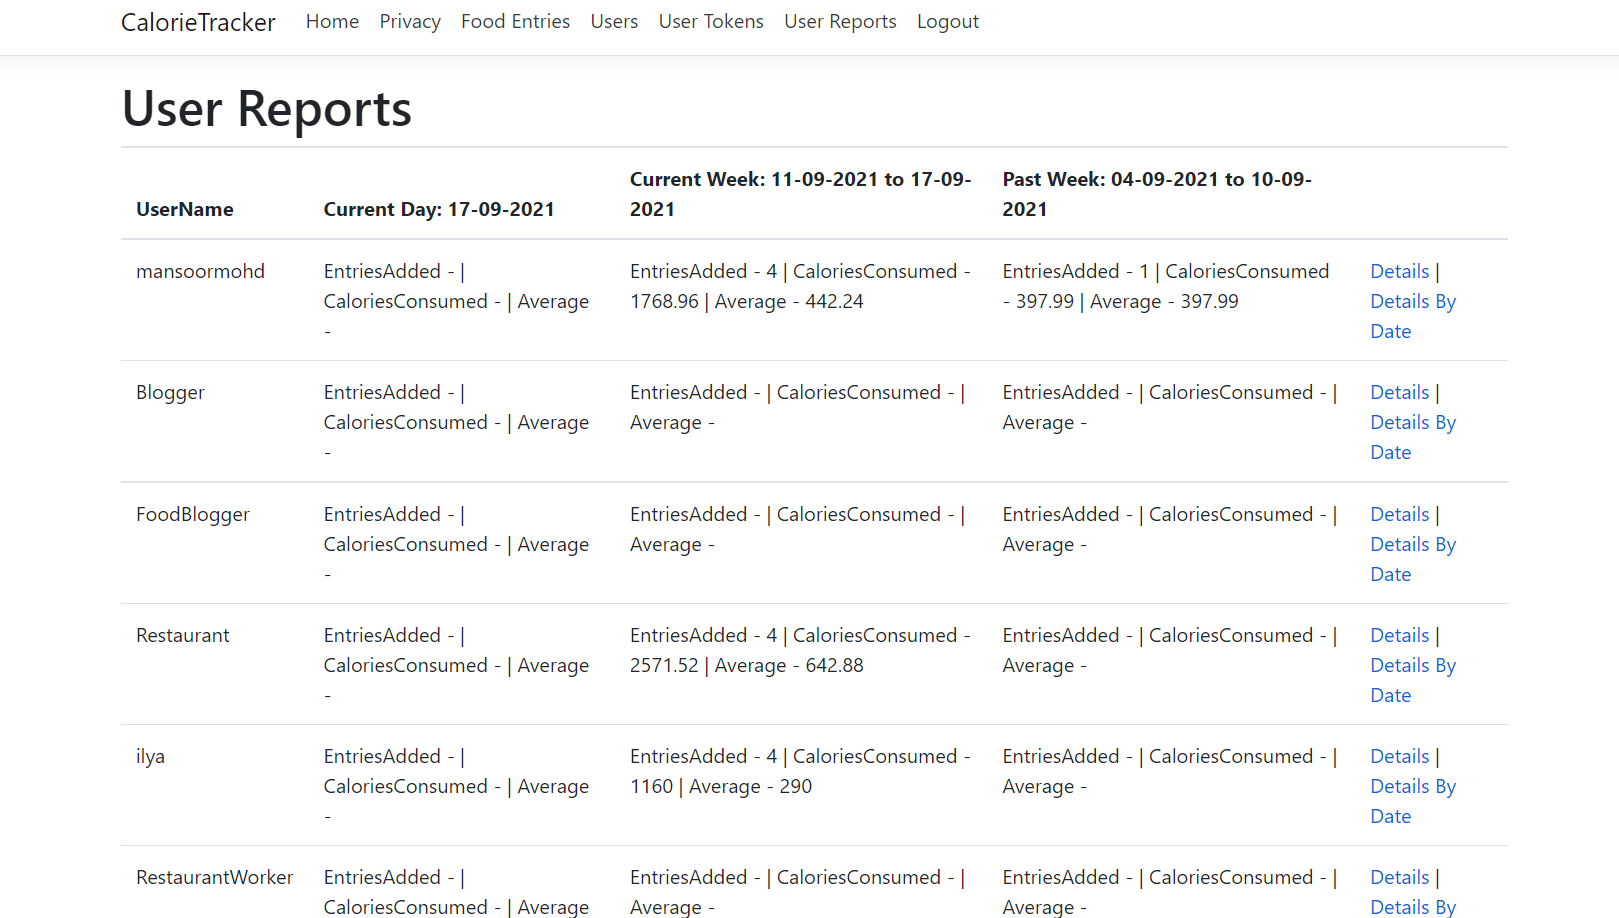 CalorieTracker Home Privacy Food Entries Users User Tokens User Reports Logout
User Reports
UserName
Current Day: 17-09-2021
Current Week: 11-09-2021 to 17-09-
2021
Past Week: 04-09-2021 to 10-09-
2021
mansoormohd
EntriesAdded - |
CaloriesConsumed - | Average
-
EntriesAdded - 4 | CaloriesConsumed -
1768.96 | Average - 442.24
EntriesAdded - 1 | CaloriesConsumed
- 397.99 | Average - 397.99
Details |
Details By
Date
Blogger
EntriesAdded - |
CaloriesConsumed - | Average
-
EntriesAdded - | CaloriesConsumed - |
Average -
EntriesAdded - | CaloriesConsumed - |
Average -
Details |
Details By
Date
FoodBlogger
EntriesAdded - |
CaloriesConsumed - | Average
-
EntriesAdded - | CaloriesConsumed - |
Average -
EntriesAdded - | CaloriesConsumed - |
Average -
Details |
Details By
Date
Restaurant
EntriesAdded - |
CaloriesConsumed - | Average
-
EntriesAdded - 4 | CaloriesConsumed -
2571.52 | Average - 642.88
EntriesAdded - | CaloriesConsumed - |
Average -
Details |
Details By
Date
ilya
EntriesAdded - |
CaloriesConsumed - | Average
-
EntriesAdded - 4 | CaloriesConsumed -
1160 | Average - 290
EntriesAdded - | CaloriesConsumed - |
Average -
Details |
Details By
Date
RestaurantWorker
EntriesAdded - |
CaloriesConsumed - | Average
EntriesAdded - | CaloriesConsumed - |
Average -
EntriesAdded - | CaloriesConsumed - |
Average -
Details |
Details By